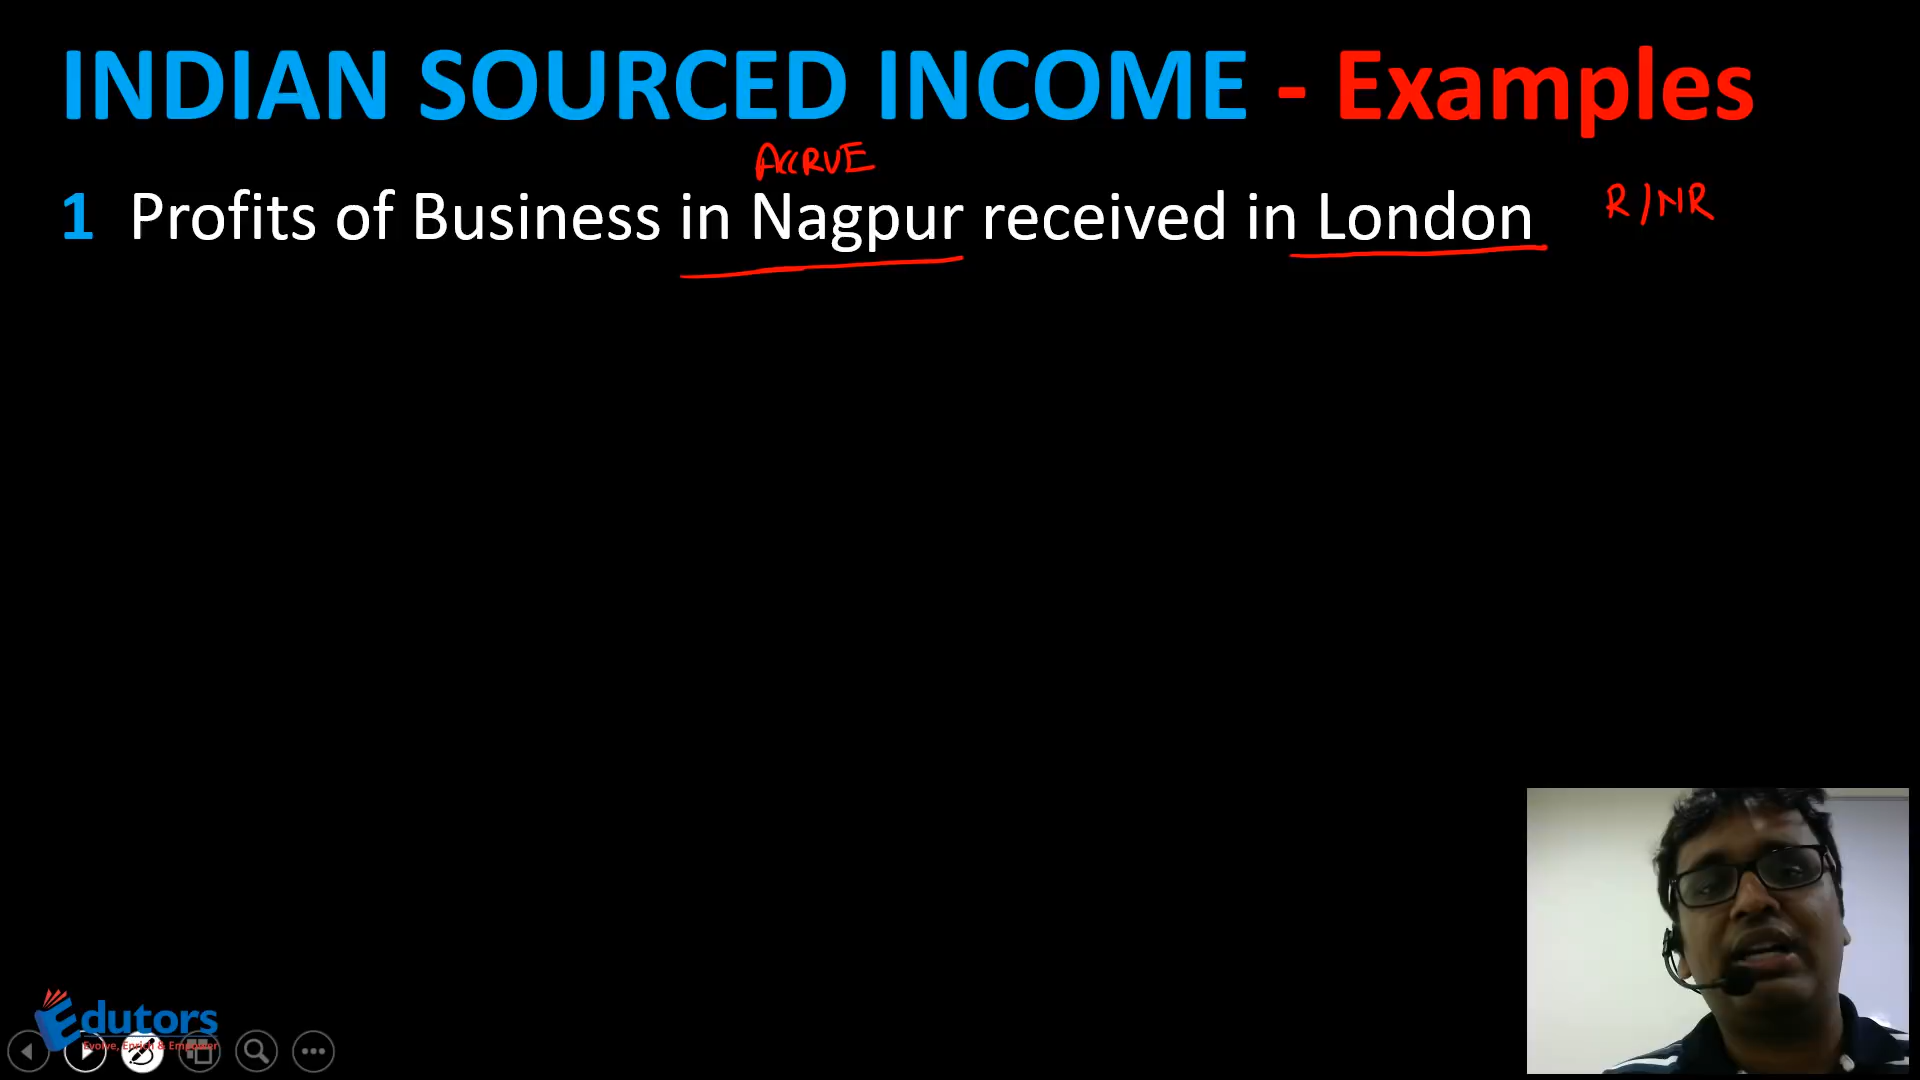 INDIAN SOURCED INCOME - Examples
ACCRUE
1 Profits of Business in Nagpur received in London R/NR
Edutors
Evolve, Enrich & Empower